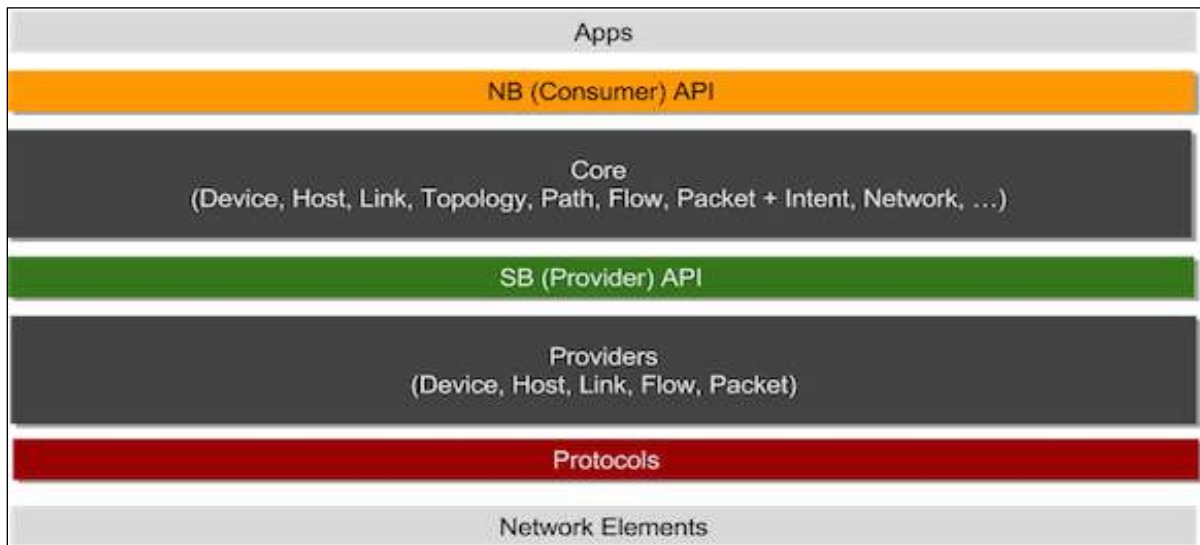 Apps
NB (Consumer) API
Core
(Device, Host, Link, Topology, Path, Flow, Packet + Intent, Network, …)
SB (Provider) API
Providers
(Device, Host, Link, Flow, Packet)
Protocols
Network Elements